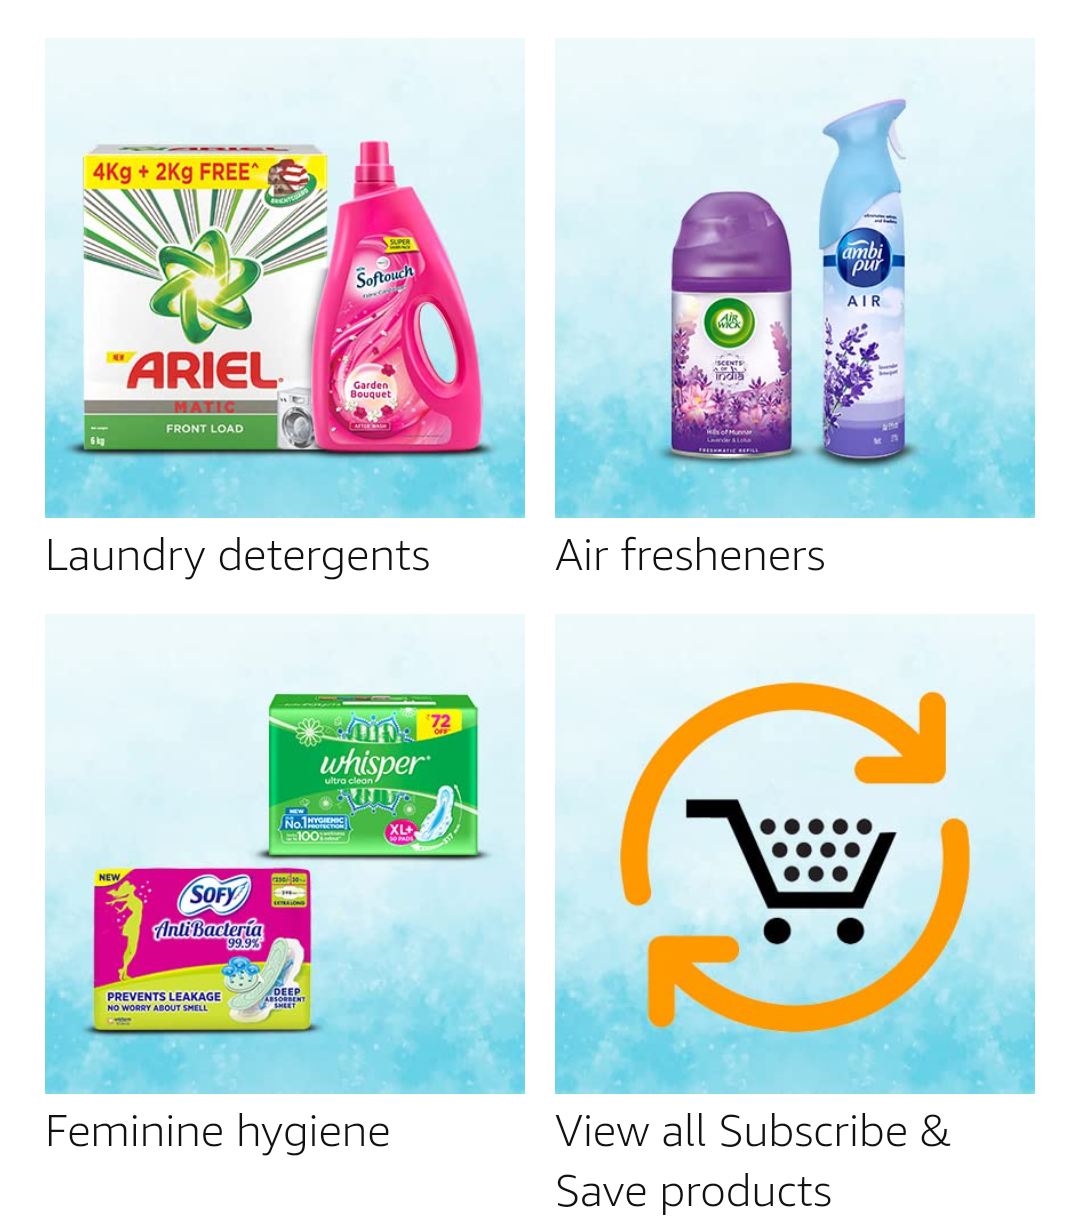 4Kg + 2Kg FREE^
BRIGHTGUARD
NEW
ARIEL
MATIC
FRONT LOAD
6 kg
SUPER
Softouch
Garden
Bouquet
AFTER WASH
Laundry detergents
AIR
WICK
SCENTS
OF
india
Hills of Munnar
Lavender & Lotus
FRESHMATIC REFILL
ambi
pur
AIR
Air fresheners
₹72
OFF
whisper
ultra clean
NEW
No.1 HYGIENIC
PROTECTION
100%
XL+
50 PADS
NEW
SOFY
EXTRA LONG
AntiBacteria
99.9%
PREVENTS LEAKAGE
NO WORRY ABOUT SMELL
DEEP
ABSORBENT
SHEET
Feminine hygiene
View all Subscribe &
Save products